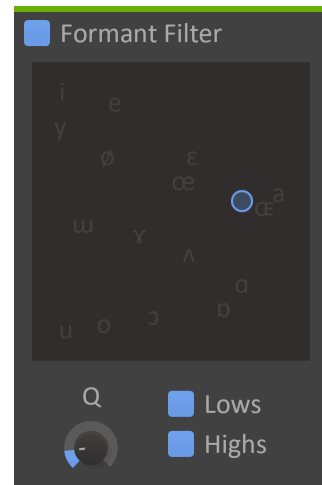 Formant Filter
i
e
y
ø
ɛ
œ
a
ɶ
ɯ
ɤ
ʌ
ɑ
ɒ
ɔ
o
u
Q
Lows
Highs